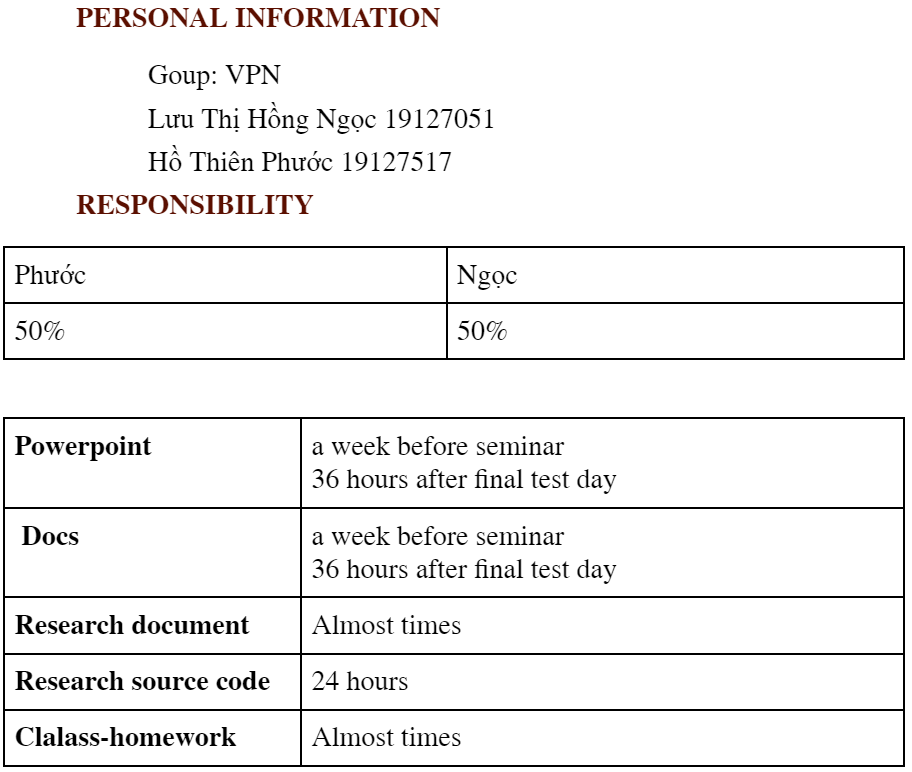 PERSONAL INFORMATION
Goup: VPN
Lưu Thị Hồng Ngọc 19127051
Hồ Thiên Phước 19127517
RESPONSIBILITY
Phước Ngọc
50% 50%
Powerpoint a week before seminar
36 hours after final test day
Docs a week before seminar
36 hours after final test day
Research document Almost times
Research source code 24 hours
Clalass-homework Almost times